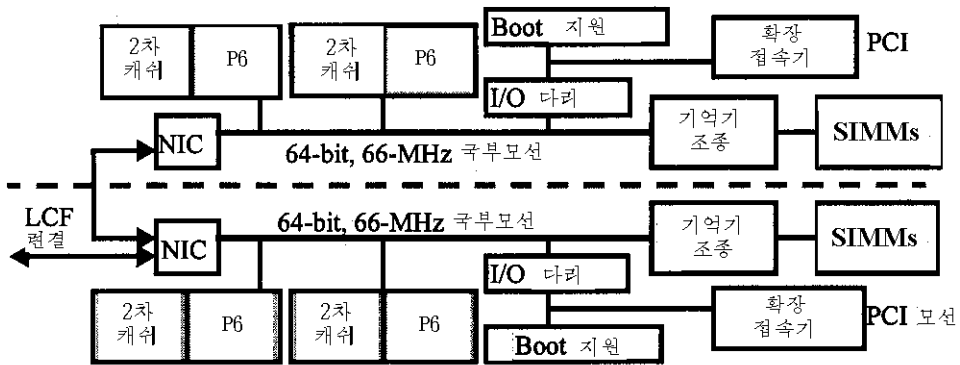 Boot 지원
2차
캐쉬
P6
2차
캐쉬
P6
확장
접속기
PCI
I/O 다리
NIC
기억기
조종
SIMMs
64-bit, 66-MHz 국부모선
LCF
련결
64-bit, 66-MHz 국부모선
NIC
기억기
조종
SIMMs
I/O 다리
2차
캐쉬
P6
2차
캐쉬
P6
확장
접속기
PCI 모선
Boot 지원